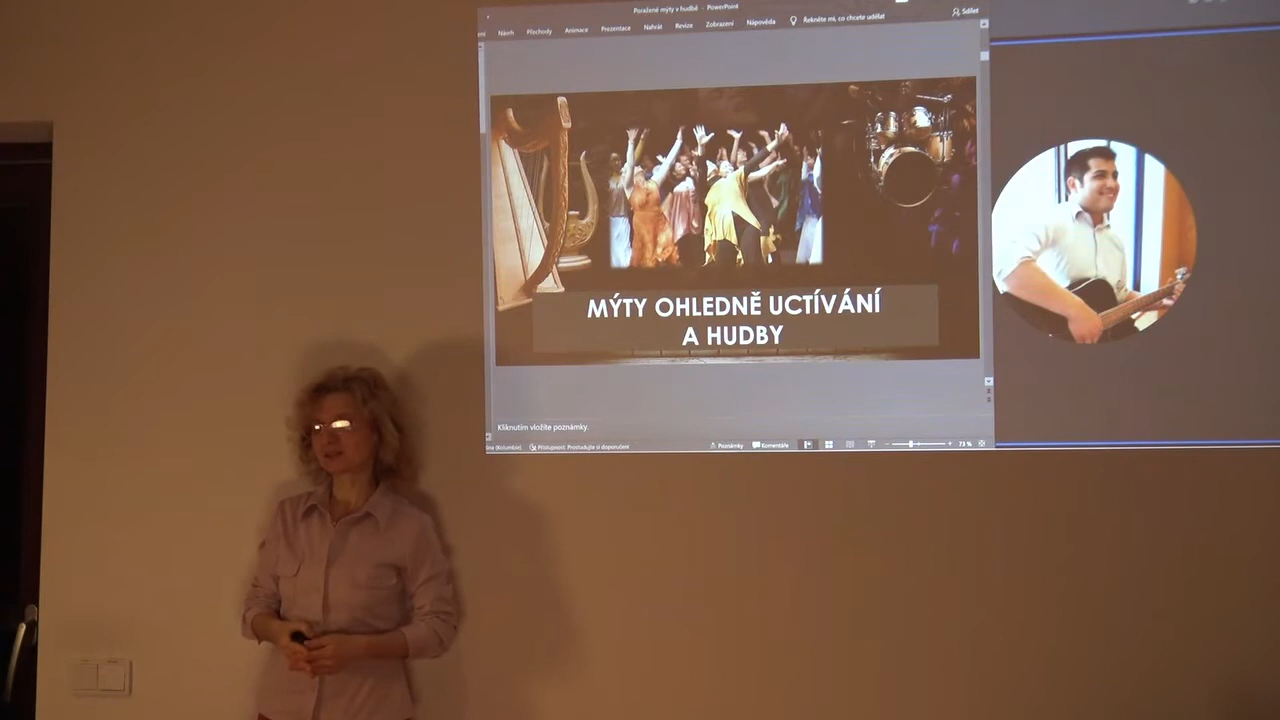 Poražené mýty v hudbě - PowerPoint
Návrh Přechody Animace Prezentace Nahrát Revize Zobrazení Nápověda Řekněte mi, co chcete udělat Sdílet
MÝTY OHLEDNĚ UCTÍVÁNÍ
A HUDBY
Kliknutím vložíte poznámky.
(Kolumbie) Přístupnost: Prostudujte si doporučení Poznámky Komentáře 73 %